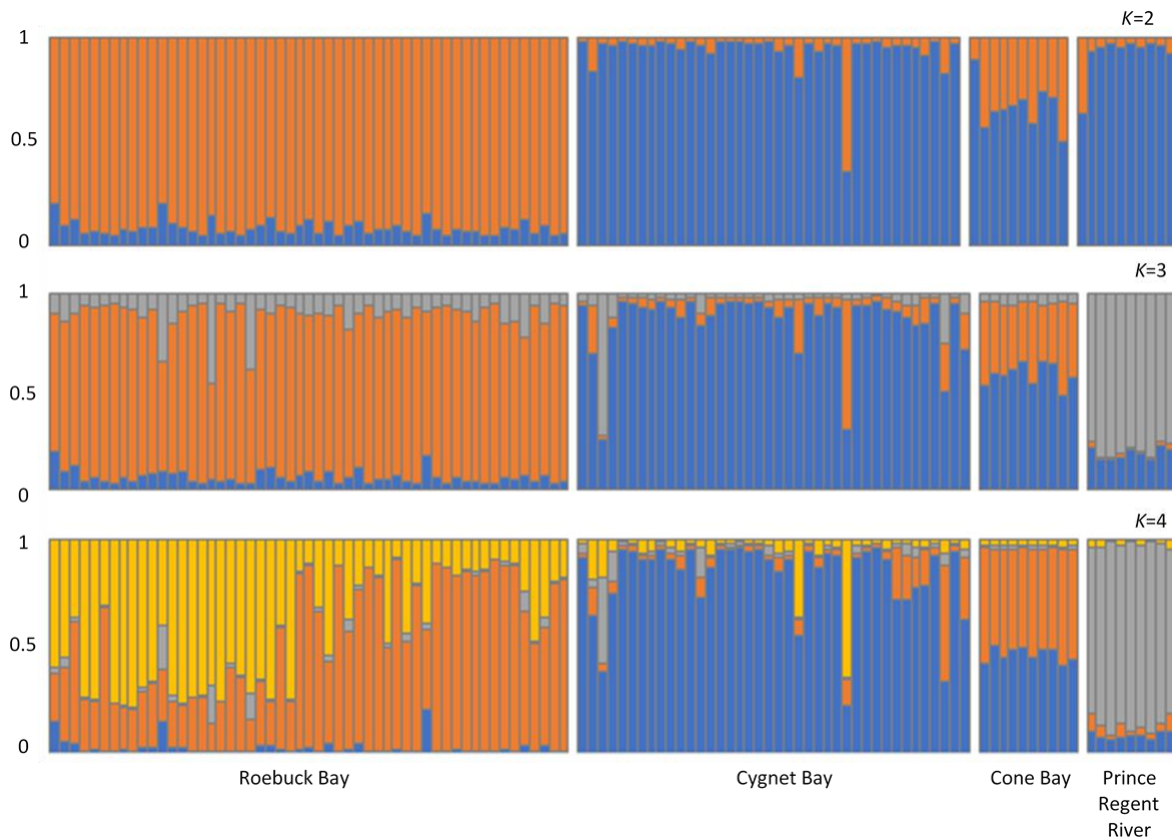 K=2
1
0.5
0
K=3
1
0.5
0
K=4
1
0.5
0
Roebuck Bay
Cygnet Bay
Cone Bay
Prince
Regent
River